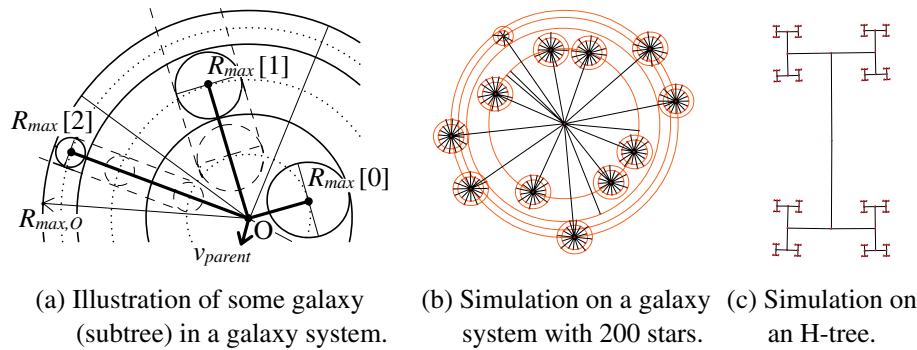 R_max [1]
R_max [2]
R_max [0]
R_max,O
O
v_parent
(a) Illustration of some galaxy
(subtree) in a galaxy system.
(b) Simulation on a galaxy
system with 200 stars.
(c) Simulation on
an H-tree.